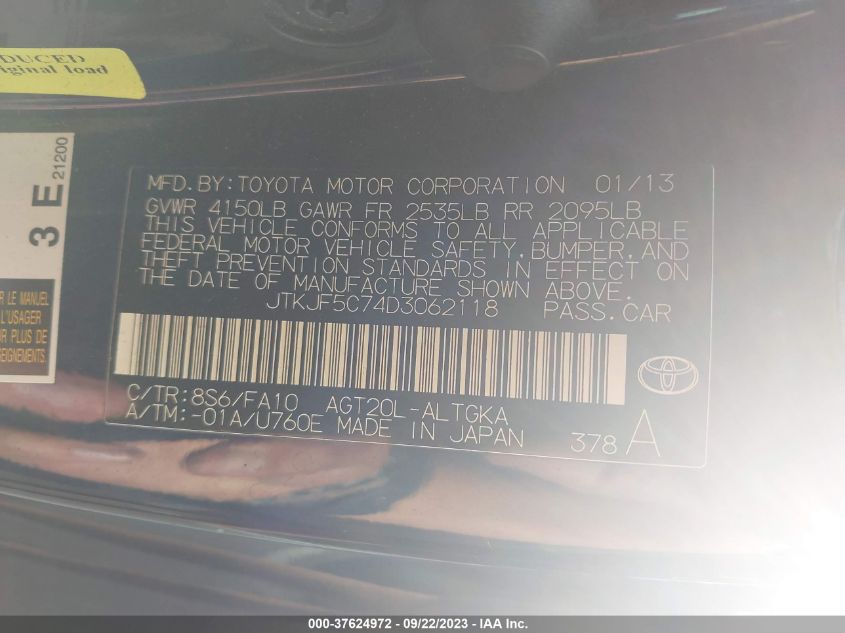 DUCED
riginal load
3 E 21200
R LE MANUEL
L'USAGER
UR PLUS DE
SEIGNEMENTS.
MFD.BY:TOYOTA MOTOR CORPORATION 01/13
GVWR 4150LB GAWR FR 2535LB RR 2095LB
THIS VEHICLE CONFORMS TO ALL APPLICABLE
FEDERAL MOTOR VEHICLE SAFETY,BUMPER,AND
THEFT PREVENTION STANDARDS IN EFFECT ON
THE DATE OF MANUFACTURE SHOWN ABOVE.
JTKJF5C74D3062118 PASS.CAR
C/TR:8S6/FA10 AGT20L-ALTGKA
A/TM:-01A/U760E MADE IN JAPAN 378 A
000-37624972 - 09/22/2023 - IAA Inc.